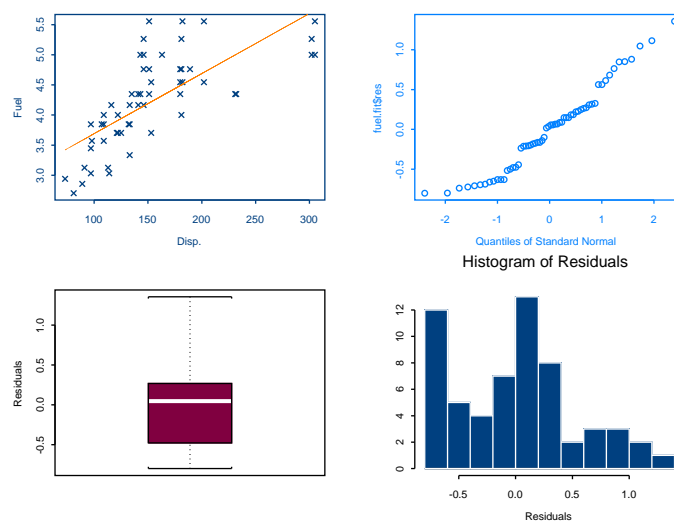 5.5
5.0
4.5
4.0
3.5
3.0
Fuel
100 150 200 250 300
Disp.
1.0
0.5
0.0
-0.5
fuel.fit$res
-2 -1 0 1 2
Quantiles of Standard Normal
1.0
0.5
0.0
-0.5
Residuals
Histogram of Residuals
12
10
8
6
4
2
0
-0.5 0.0 0.5 1.0
Residuals